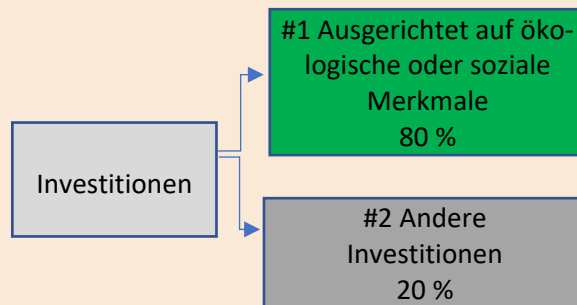 #1 Ausgerichtet auf öko-
logische oder soziale
Merkmale
80 %
Investitionen
#2 Andere
Investitionen
20 %